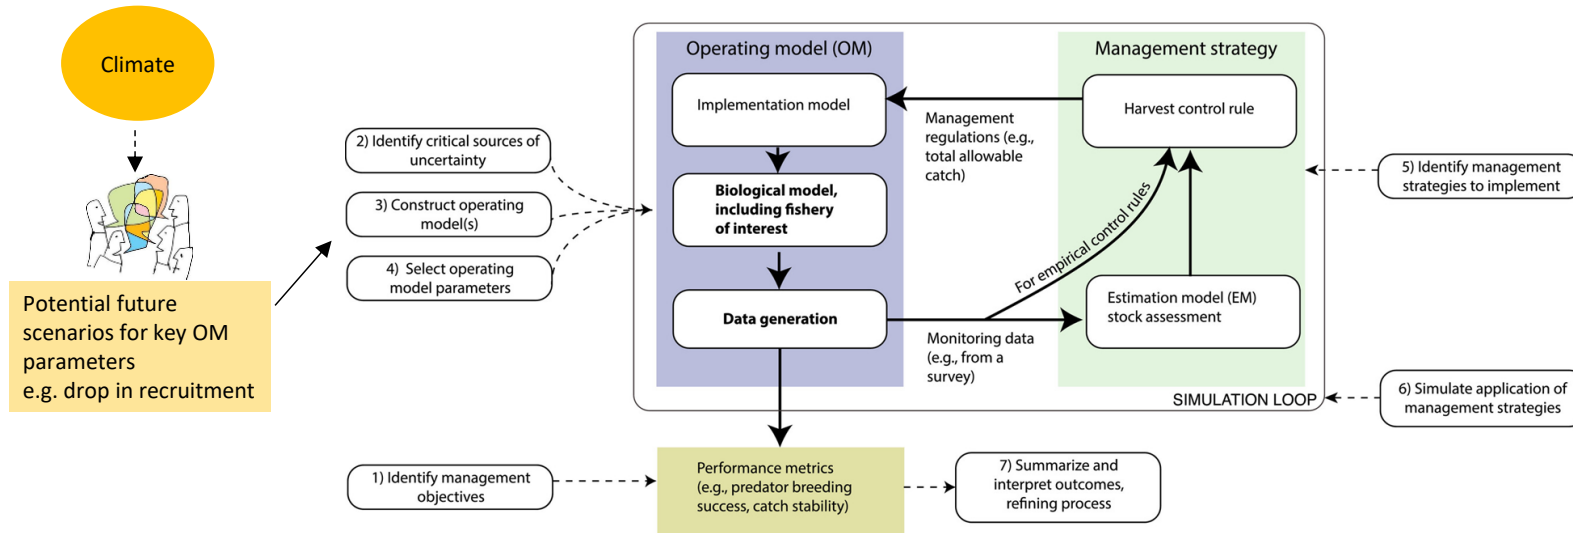 Climate
Potential future
scenarios for key OM
parameters
e.g. drop in recruitment
2) Identify critical sources of
uncertainty
3) Construct operating
model(s)
4) Select operating
model parameters
1) Identify management
objectives
Operating model (OM)
Implementation model
Biological model,
including fishery
of interest
Data generation
Management
regulations (e.g.,
total allowable
catch)
For empirical control rules
Monitoring data
(e.g., from a
survey)
Management strategy
Harvest control rule
Estimation model (EM)
stock assessment
SIMULATION LOOP
5) Identify management
strategies to implement
6) Simulate application of
management strategies
Performance metrics
(e.g., predator breeding
success, catch stability)
7) Summarize and
interpret outcomes,
refining process